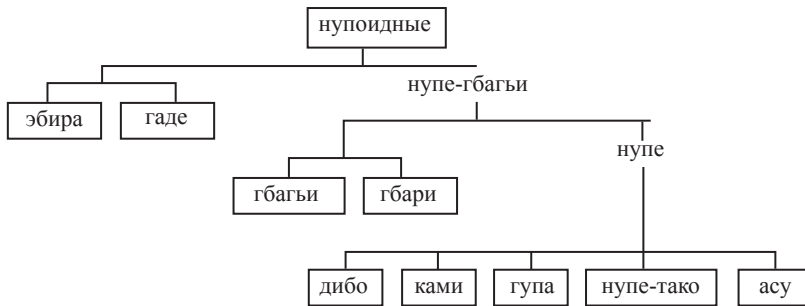 нупоидные
нупе-гбагьи
эбира гаде
нупе
гбагьи гбари
дибо ками гупа нупе-тако асу